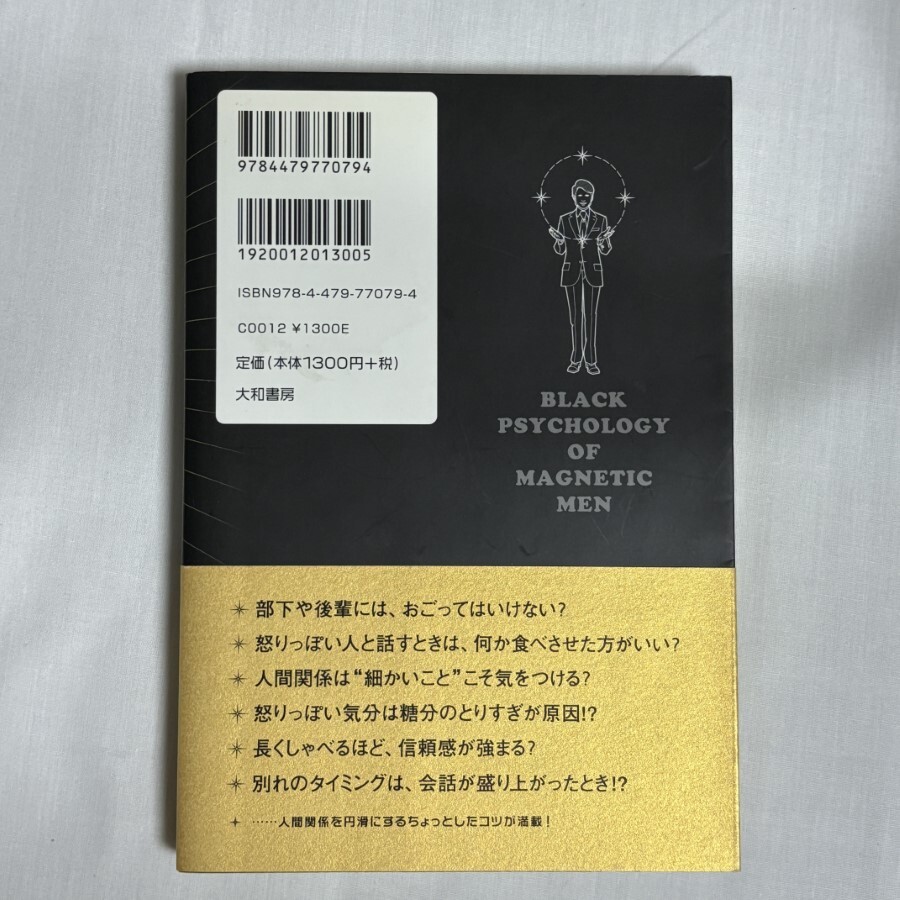 9784479770794
1920012013005
ISBN978-4-479-77079-4
C0012 ¥1300E
定価(本体1300円+税)
大和書房
BLACK
PSYCHOLOGY
OF
MAGNETIC
MEN
部下や後輩には、おごってはいけない?
怒りっぽい人と話すときは、何か食べさせた方がいい?
人間関係は“細かいこと”こそ気をつける?
怒りっぽい気分は糖分のとりすぎが原因!?
長くしゃべるほど、信頼感が強まる?
別れのタイミングは、会話が盛り上がったとき!?
……人間関係を円滑にするちょっとしたコツが満載!